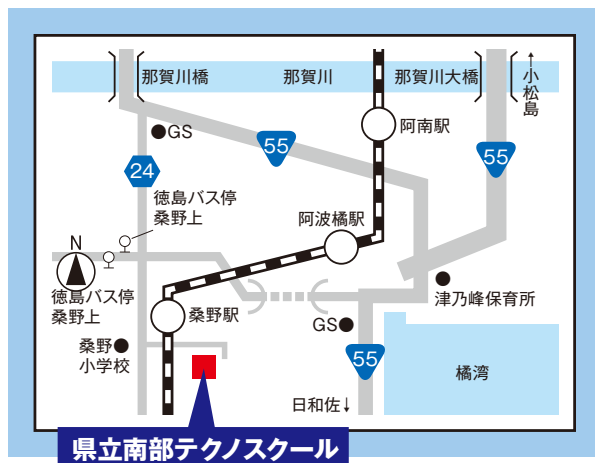 那賀川橋
那賀川
那賀川大橋
↑小松島
GS
55
阿南駅
55
24
徳島バス停
桑野上
阿波橘駅
N
徳島バス停
桑野上
津乃峰保育所
桑野駅
GS
桑野
小学校
55
橘湾
日和佐↓
県立南部テクノスクール